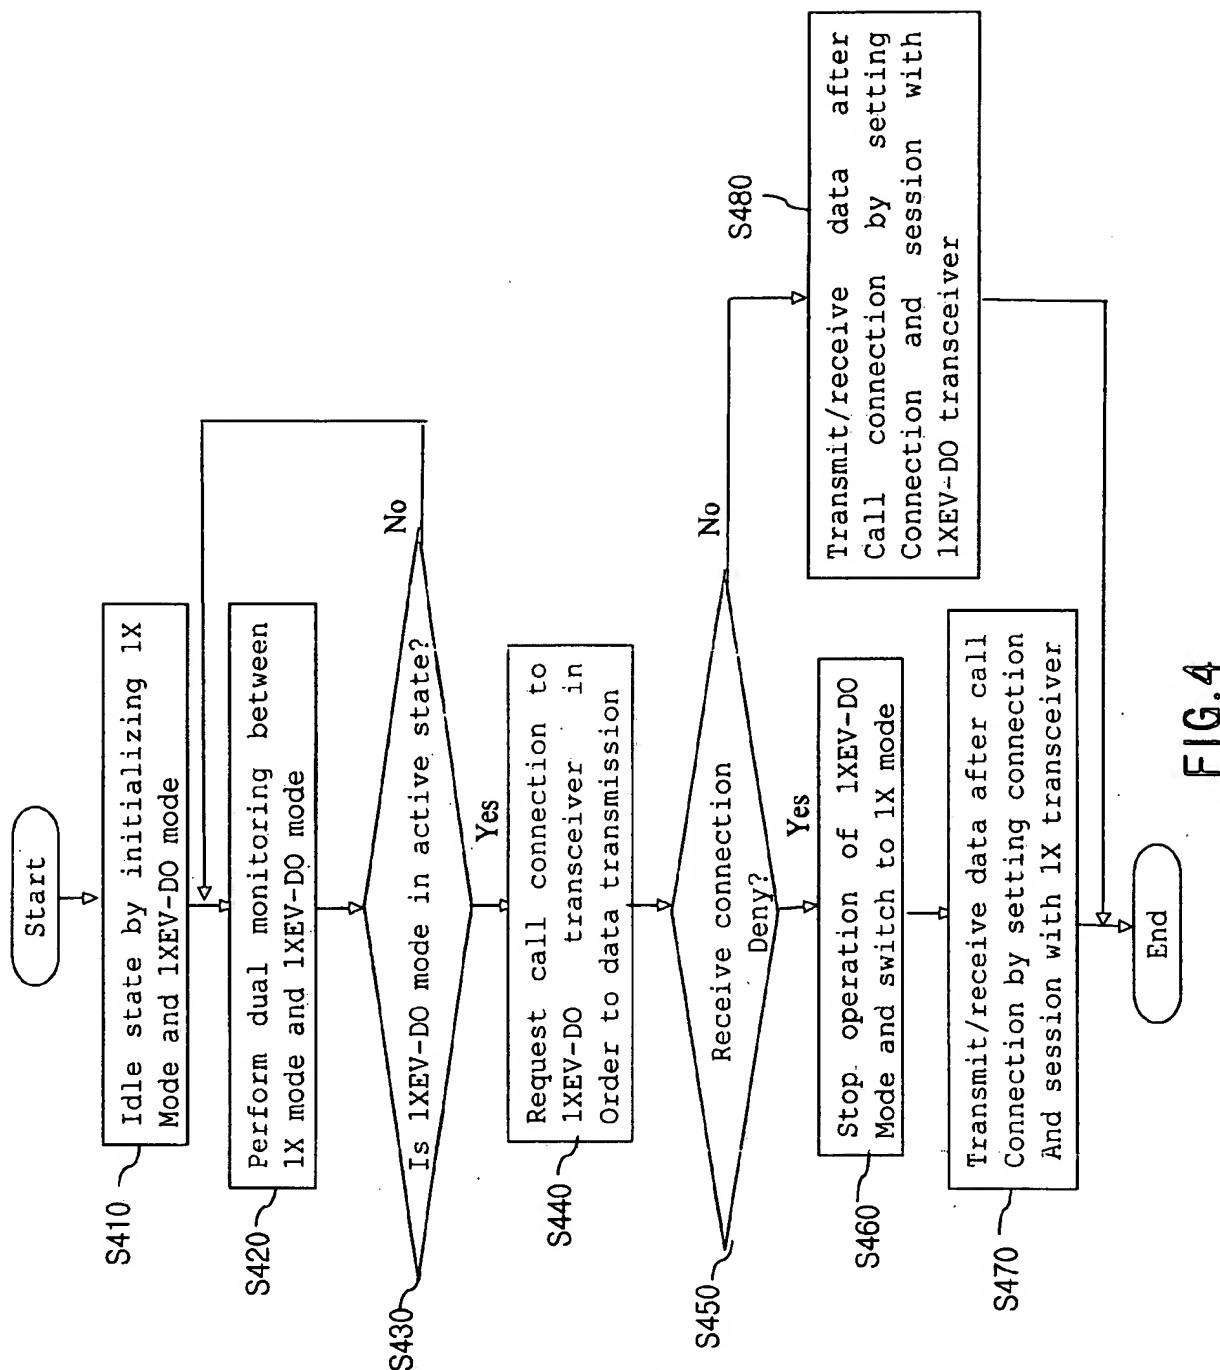 Start
S410
Idle state by initializing 1X
Mode and 1XEV-DO mode
S420
Perform dual monitoring between
1X mode and 1XEV-DO mode
S430
Is 1XEV-DO mode in active state?
No
Yes
S440
Request call connection to
1XEV-DO transceiver in
Order to data transmission
S450
Receive connection
Deny?
No
Yes
S460
Stop operation of 1XEV-DO
Mode and switch to 1X mode
S480
Transmit/receive data after
Call connection by setting
Connection and session with
1XEV-DO transceiver
S470
Transmit/receive data after call
Connection by setting connection
And session with 1X transceiver
End
FIG.4